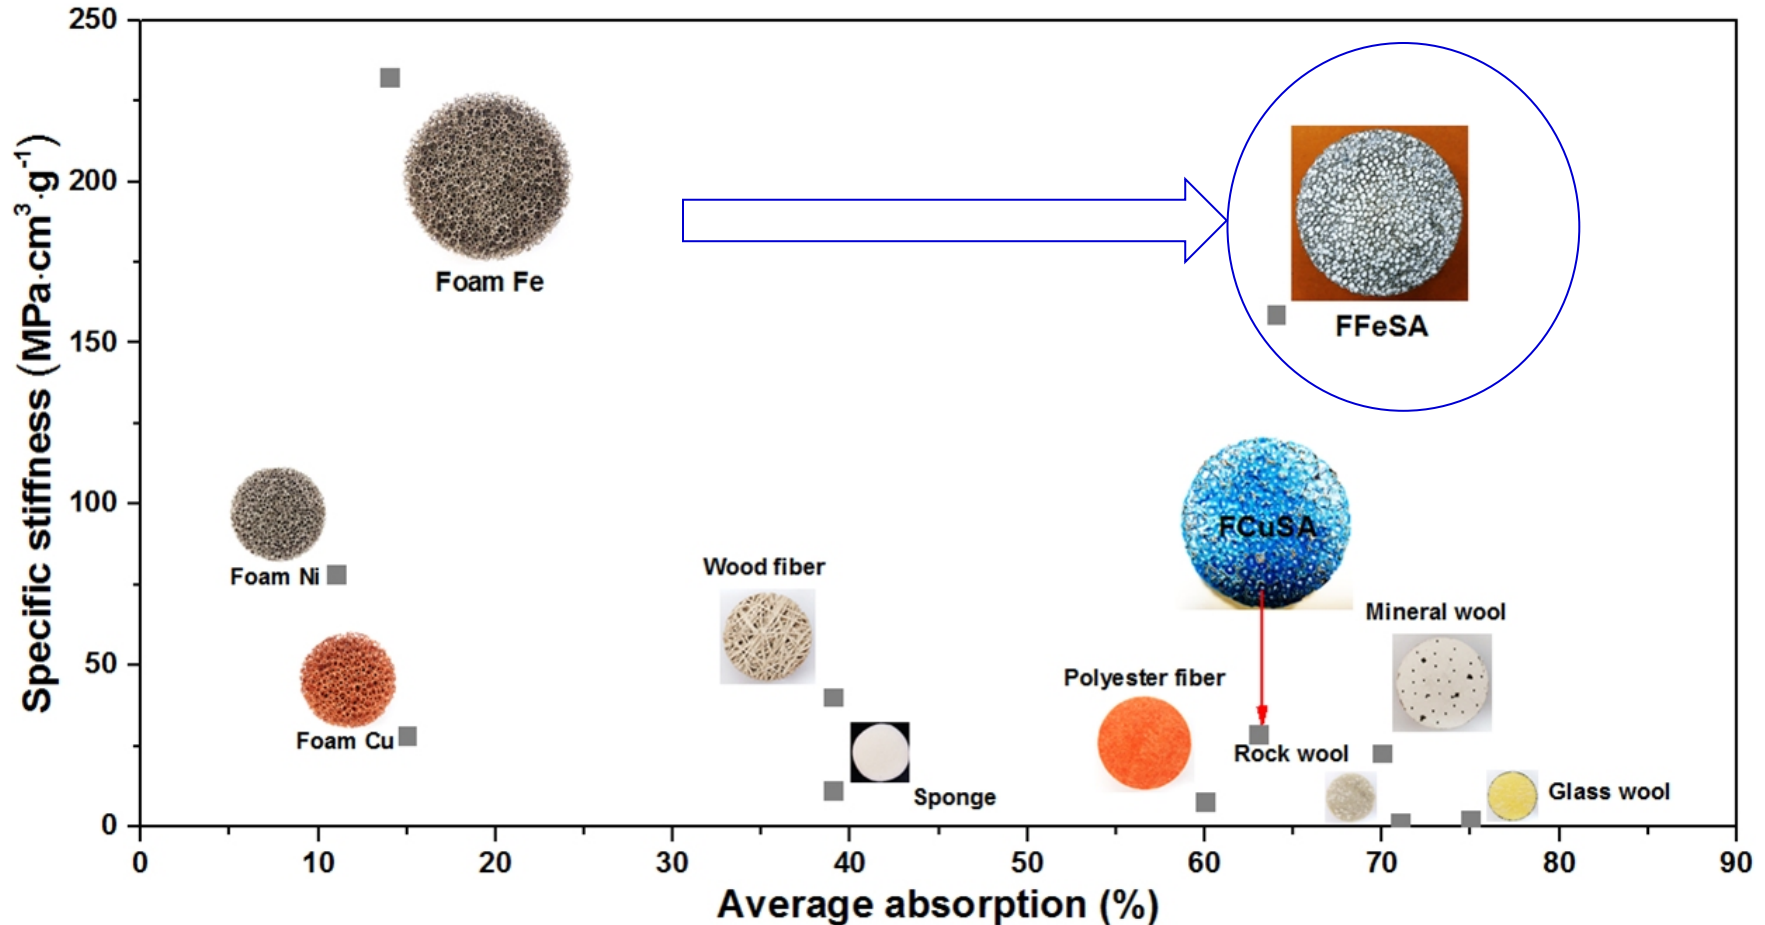 250
200
150
100
50
0
Specific stiffness (MPa·cm³·g⁻¹)
Foam Fe
FFeSA
Foam Ni
Foam Cu
Wood fiber
Sponge
Polyester fiber
FCuSA
Rock wool
Mineral wool
Glass wool
0 10 20 30 40 50 60 70 80 90
Average absorption (%)